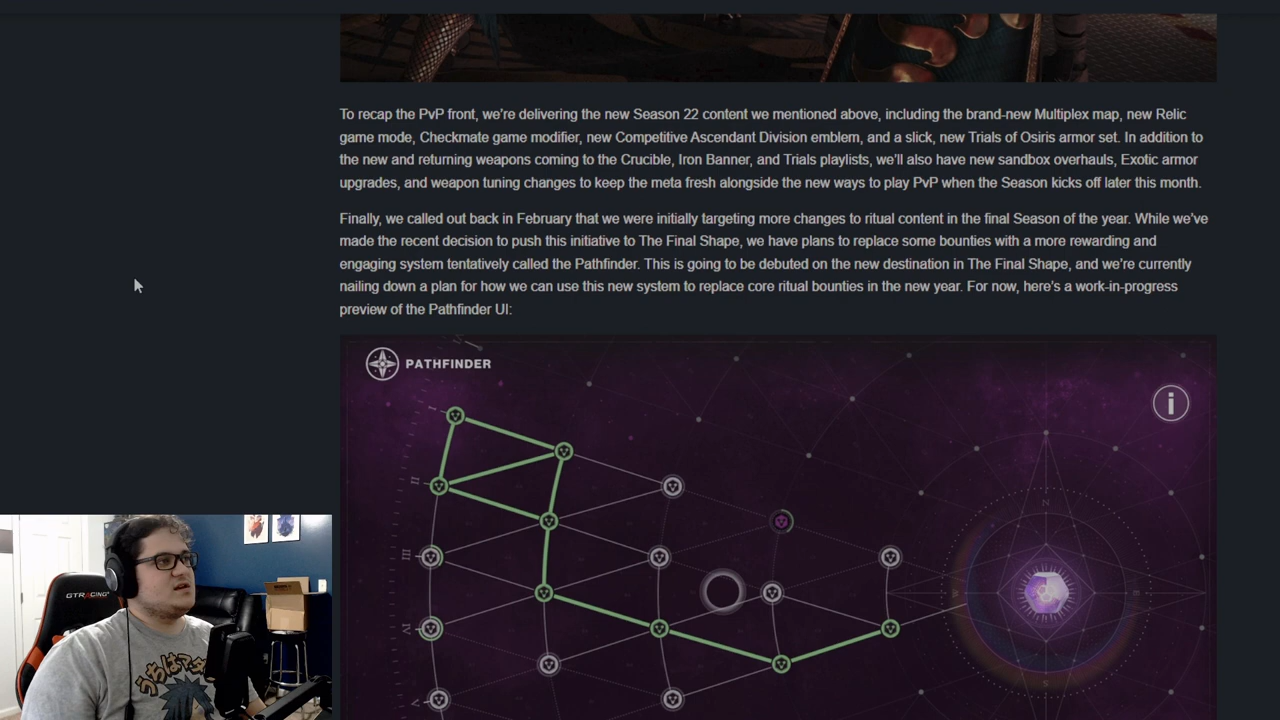 To recap the PvP front, we're delivering the new Season 22 content we mentioned above, including the brand-new Multiplex map, new Relic
game mode, Checkmate game modifier, new Competitive Ascendant Division emblem, and a slick, new Trials of Osiris armor set. In addition to
the new and returning weapons coming to the Crucible, Iron Banner, and Trials playlists, we'll also have new sandbox overhauls, Exotic armor
upgrades, and weapon tuning changes to keep the meta fresh alongside the new ways to play PvP when the Season kicks off later this month.
Finally, we called out back in February that we were initially targeting more changes to ritual content in the final Season of the year. While we've
made the recent decision to push this initiative to The Final Shape, we have plans to replace some bounties with a more rewarding and
engaging system tentatively called the Pathfinder. This is going to be debuted on the new destination in The Final Shape, and we're currently
nailing down a plan for how we can use this new system to replace core ritual bounties in the new year. For now, here's a work-in-progress
preview of the Pathfinder UI:
PATHFINDER
i
I
II
III
IV
V
N
W
E
GTRACING